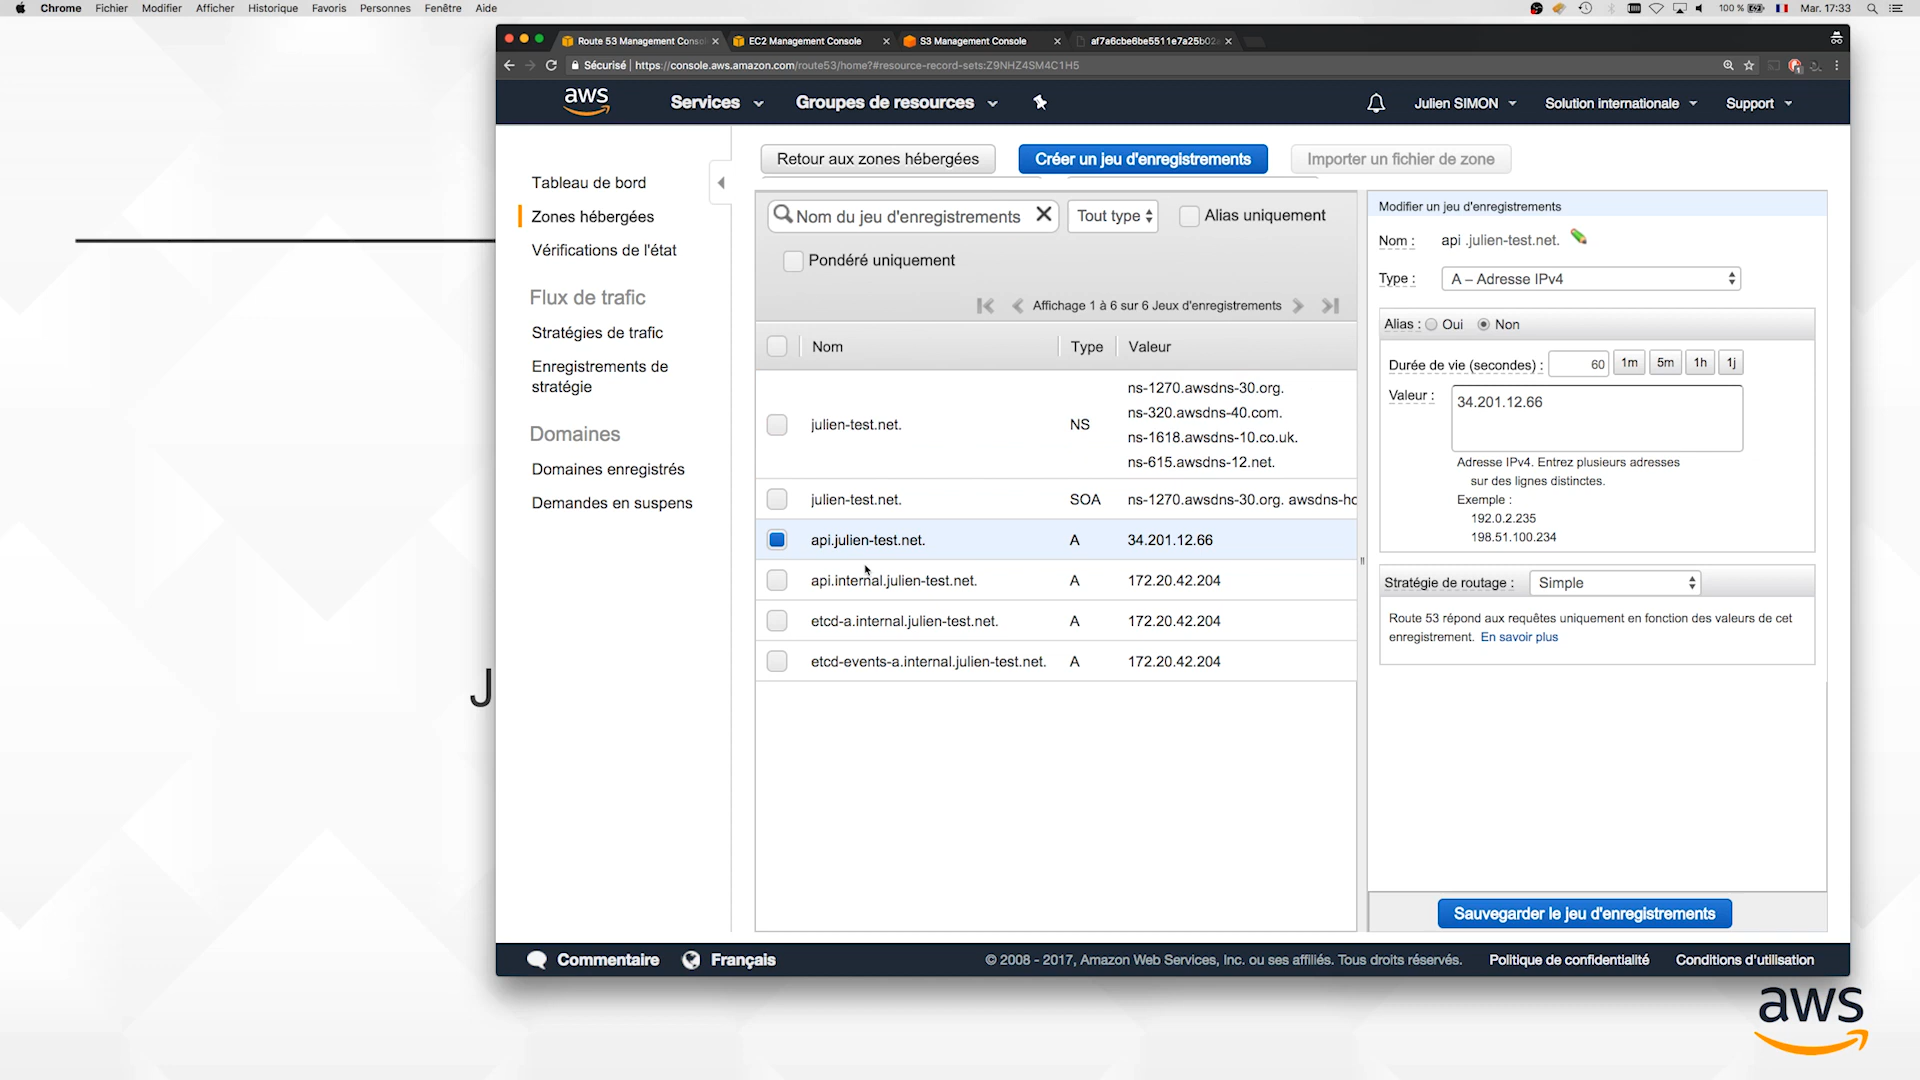 Chrome Fichier Modifier Afficher Historique Favoris Personnes Fenêtre Aide
100 % Mar. 17:33
Route 53 Management Conso
EC2 Management Console
S3 Management Console
af7a6cbe6be5511e7a25b02
Sécurisé | https://console.aws.amazon.com/route53/home?#resource-record-sets:Z9NHZ4SM4C1H5
aws
Services
Groupes de resources
Julien SIMON
Solution internationale
Support
Tableau de bord
Zones hébergées
Vérifications de l'état
Flux de trafic
Stratégies de trafic
Enregistrements de
stratégie
Domaines
Domaines enregistrés
Demandes en suspens
Retour aux zones hébergées
Créer un jeu d'enregistrements
Importer un fichier de zone
Nom du jeu d'enregistrements
Tout type
Alias uniquement
Pondéré uniquement
Affichage 1 à 6 sur 6 Jeux d'enregistrements
Nom Type Valeur
julien-test.net. NS
ns-1270.awsdns-30.org.
ns-320.awsdns-40.com.
ns-1618.awsdns-10.co.uk.
ns-615.awsdns-12.net.
julien-test.net. SOA ns-1270.awsdns-30.org. awsdns-ho
api.julien-test.net. A 34.201.12.66
api.internal.julien-test.net. A 172.20.42.204
etcd-a.internal.julien-test.net. A 172.20.42.204
etcd-events-a.internal.julien-test.net. A 172.20.42.204
Modifier un jeu d'enregistrements
Nom : api .julien-test.net.
Type : A – Adresse IPv4
Alias : Oui Non
Durée de vie (secondes) : 60 1m 5m 1h 1j
Valeur : 34.201.12.66
Adresse IPv4. Entrez plusieurs adresses
sur des lignes distinctes.
Exemple :
192.0.2.235
198.51.100.234
Stratégie de routage : Simple
Route 53 répond aux requêtes uniquement en fonction des valeurs de cet
enregistrement. En savoir plus
Sauvegarder le jeu d'enregistrements
J
Commentaire
Français
© 2008 - 2017, Amazon Web Services, Inc. ou ses affiliés. Tous droits réservés.
Politique de confidentialité
Conditions d'utilisation
aws